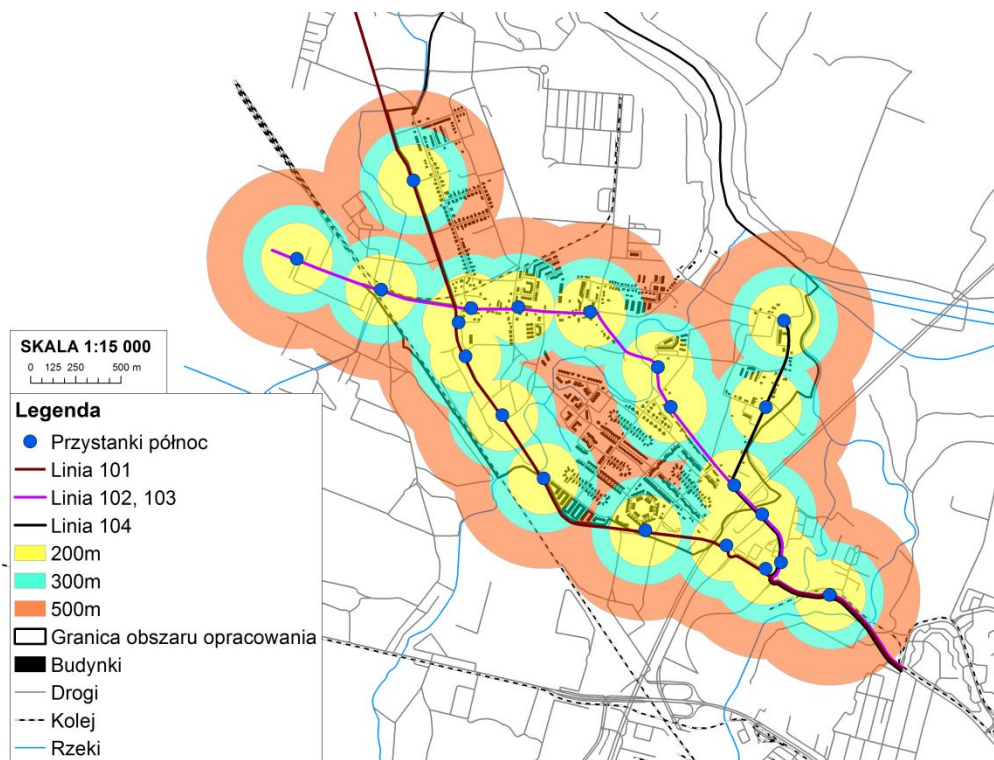 SKALA 1:15 000
0 125 250 500 m
Legenda
Przystanki północ
Linia 101
Linia 102, 103
Linia 104
200m
300m
500m
Granica obszaru opracowania
Budynki
Drogi
Kolej
Rzeki